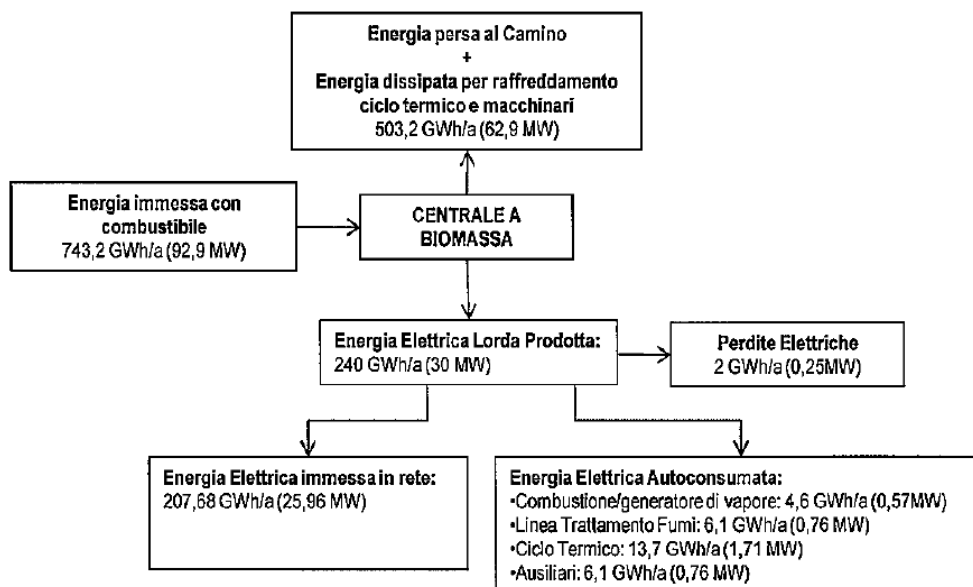 Energia persa al Camino
+
Energia dissipata per raffreddamento
ciclo termico e macchinari
503,2 GWh/a (62,9 MW)
Energia immessa con
combustibile
743,2 GWh/a (92,9 MW)
CENTRALE A
BIOMASSA
Energia Elettrica Lorda Prodotta:
240 GWh/a (30 MW)
Perdite Elettriche
2 GWh/a (0,25MW)
Energia Elettrica immessa in rete:
207,68 GWh/a (25,96 MW)
Energia Elettrica Autoconsumata:
•Combustione/generatore di vapore: 4,6 GWh/a (0,57MW)
•Linea Trattamento Fumi: 6,1 GWh/a (0,76 MW)
•Ciclo Termico: 13,7 GWh/a (1,71 MW)
•Ausiliari: 6,1 GWh/a (0,76 MW)